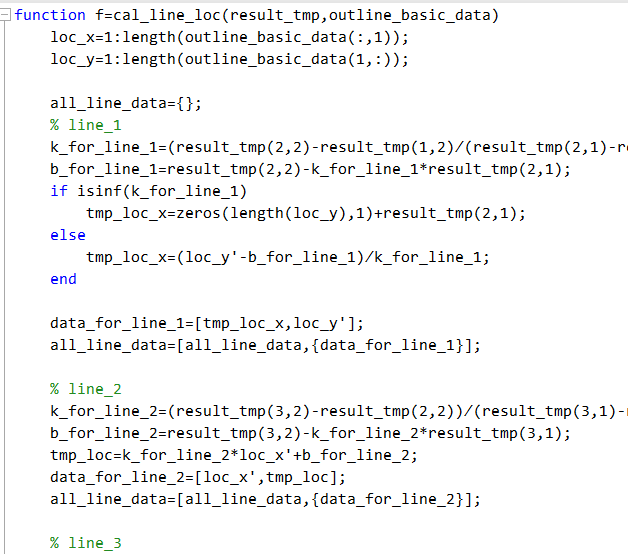 function f=cal_line_loc(result_tmp,outline_basic_data)
loc_x=1:length(outline_basic_data(:,1));
loc_y=1:length(outline_basic_data(1,:));
all_line_data={};
% line_1
k_for_line_1=(result_tmp(2,2)-result_tmp(1,2)/(result_tmp(2,1)-re
b_for_line_1=result_tmp(2,2)-k_for_line_1*result_tmp(2,1);
if isinf(k_for_line_1)
tmp_loc_x=zeros(length(loc_y),1)+result_tmp(2,1);
else
tmp_loc_x=(loc_y'-b_for_line_1)/k_for_line_1;
end
data_for_line_1=[tmp_loc_x,loc_y'];
all_line_data=[all_line_data,{data_for_line_1}];
% line_2
k_for_line_2=(result_tmp(3,2)-result_tmp(2,2))/(result_tmp(3,1)-
b_for_line_2=result_tmp(3,2)-k_for_line_2*result_tmp(3,1);
tmp_loc=k_for_line_2*loc_x'+b_for_line_2;
data_for_line_2=[loc_x',tmp_loc];
all_line_data=[all_line_data,{data_for_line_2}];
% line_3